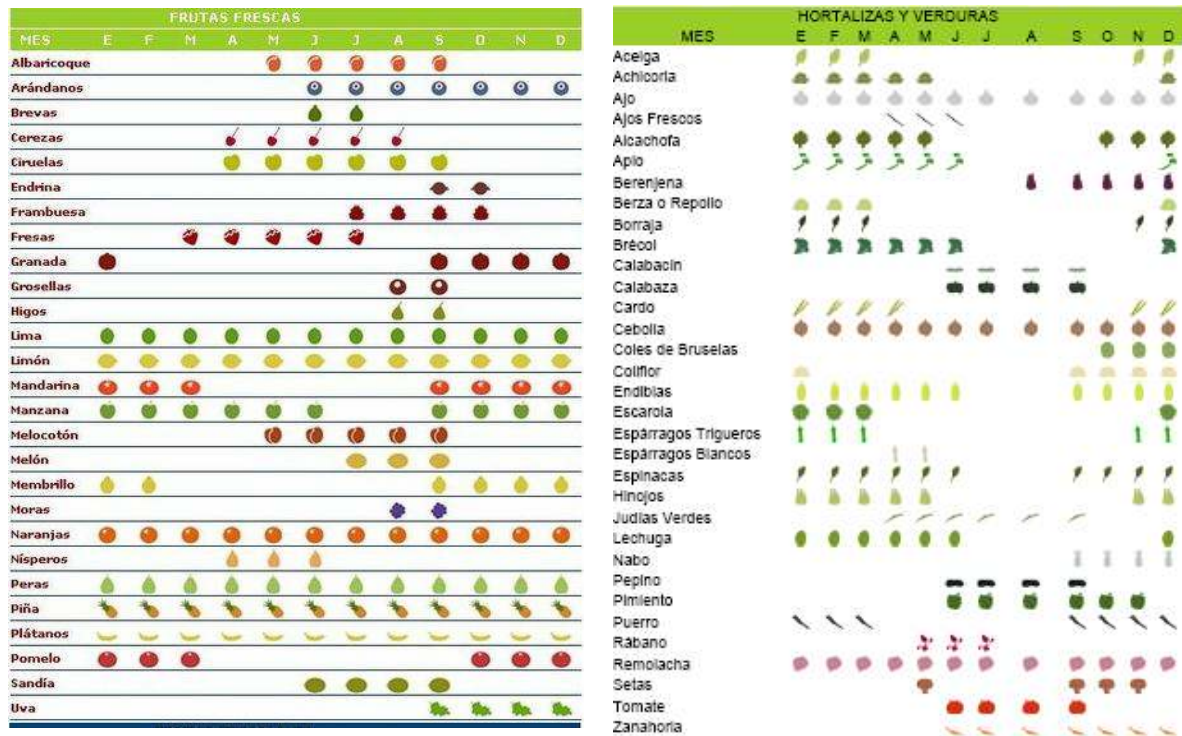 FRUTAS FRESCAS
MES E F M A M J J A S O N D
Albaricoque
Arándanos
Brevas
Cerezas
Ciruelas
Endrina
Frambuesa
Fresas
Granada
Grosellas
Higos
Lima
Limón
Mandarina
Manzana
Melocotón
Melón
Membrillo
Moras
Naranjas
Nísperos
Peras
Piña
Plátanos
Pomelo
Sandía
Uva
HORTALIZAS Y VERDURAS
MES E F M A M J J A S O N D
Acelga
Achicoria
Ajo
Ajos Frescos
Alcachofa
Apio
Berenjena
Berza o Repollo
Borraja
Brécol
Calabacín
Calabaza
Cardo
Cebolla
Coles de Bruselas
Coliflor
Endibias
Escarola
Espárragos Trigueros
Espárragos Blancos
Espinacas
Hinojos
Judías Verdes
Lechuga
Nabo
Pepino
Pimiento
Puerro
Rábano
Remolacha
Setas
Tomate
Zanahoria